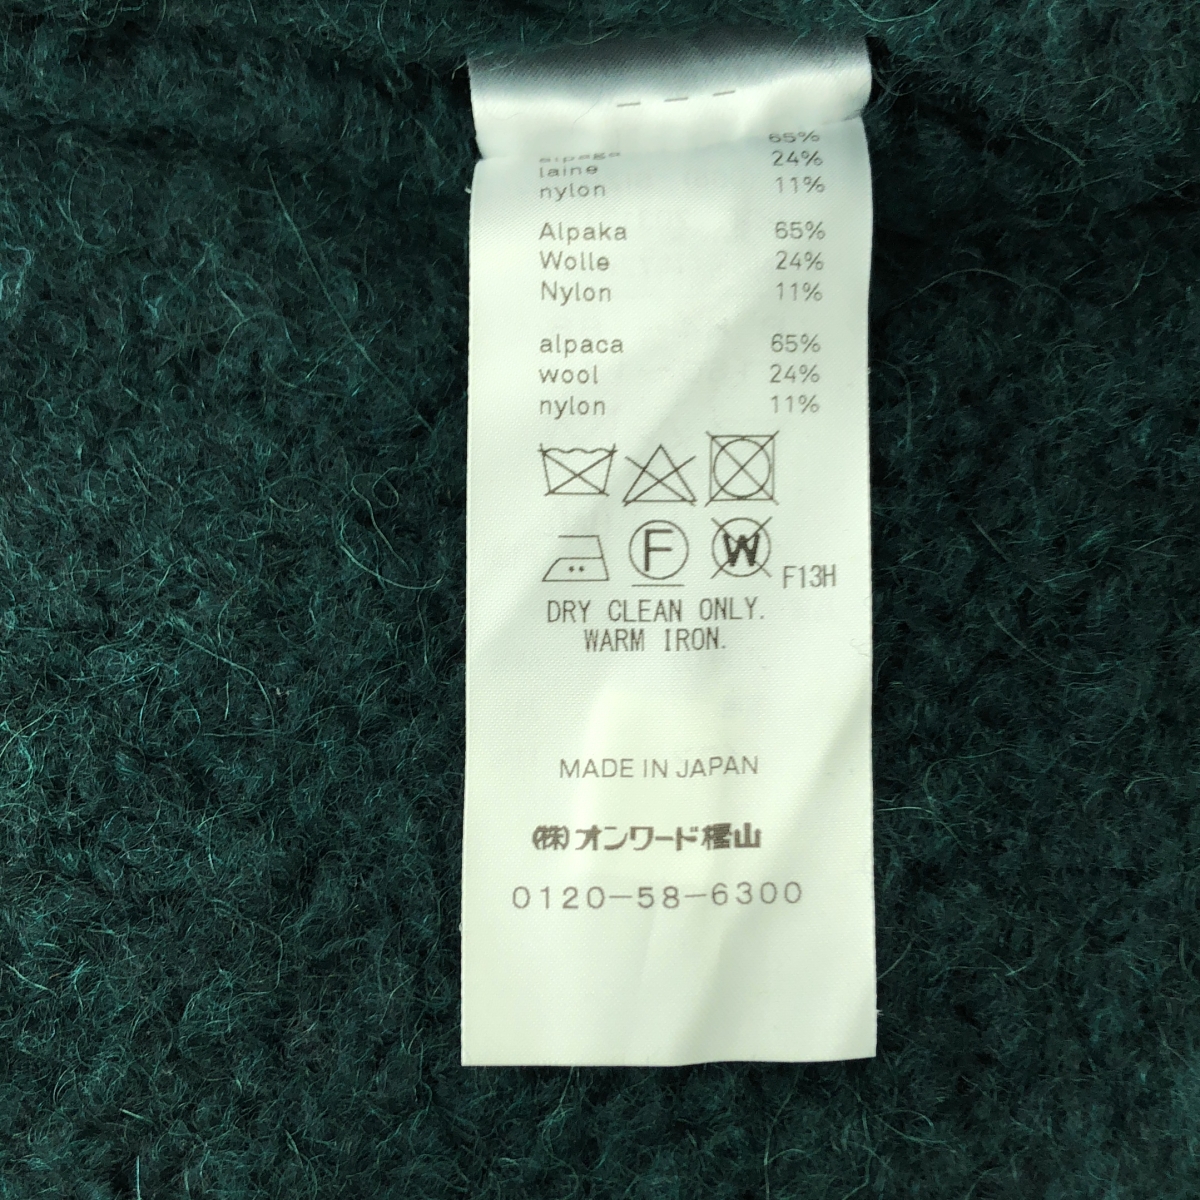 65%
alpaga 24%
laine
nylon 11%
Alpaka 65%
Wolle 24%
Nylon 11%
alpaca 65%
wool 24%
nylon 11%
F W F13H
DRY CLEAN ONLY.
WARM IRON.
MADE IN JAPAN
(株)オンワード樫山
0120-58-6300